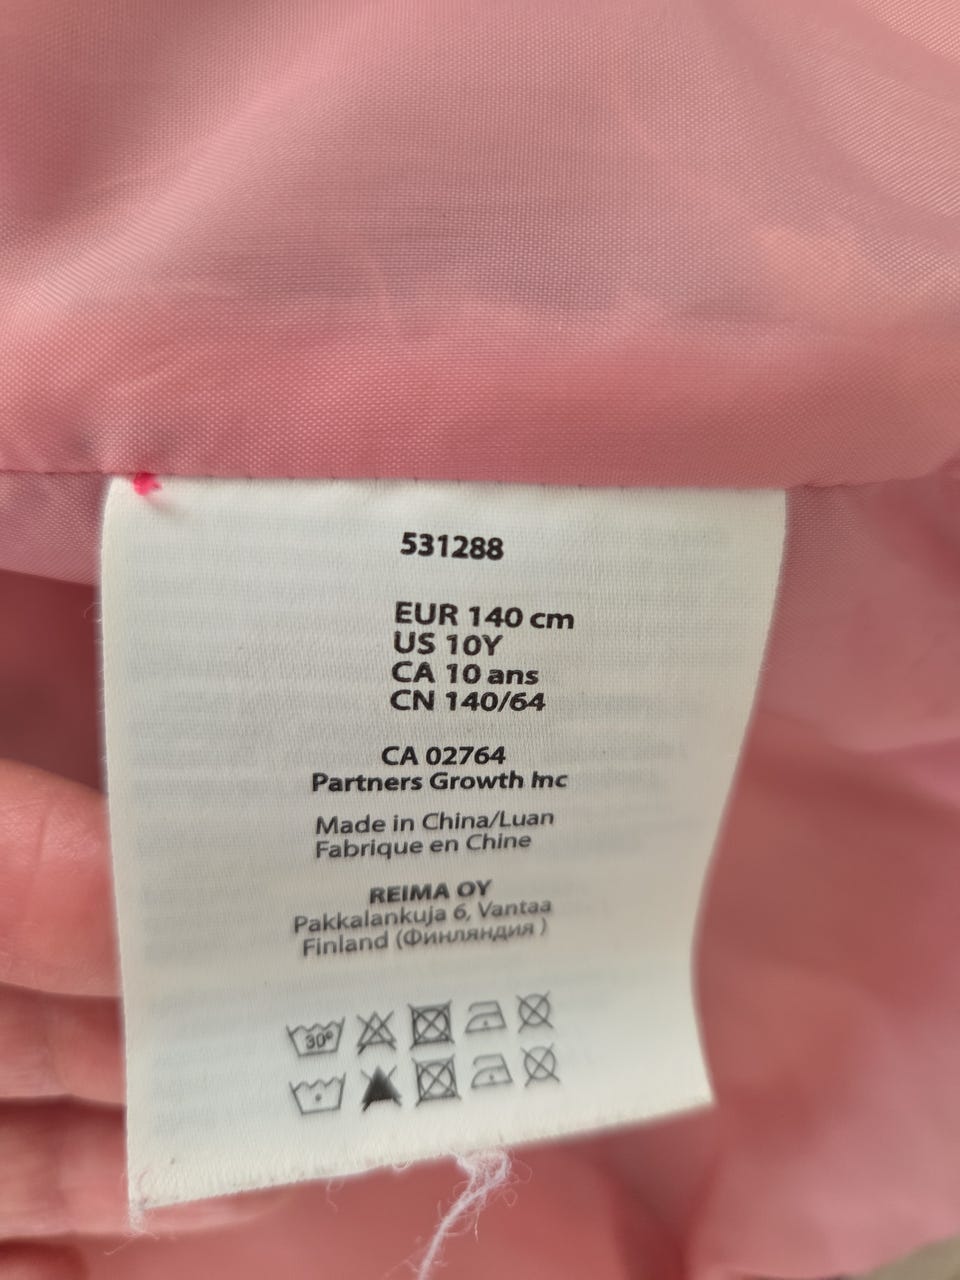 531288
EUR 140 cm
US 10Y
CA 10 ans
CN 140/64
CA 02764
Partners Growth Inc
Made in China/Luan
Fabrique en Chine
REIMA OY
Pakkalankuja 6, Vantaa
Finland (Финляндия )
30°